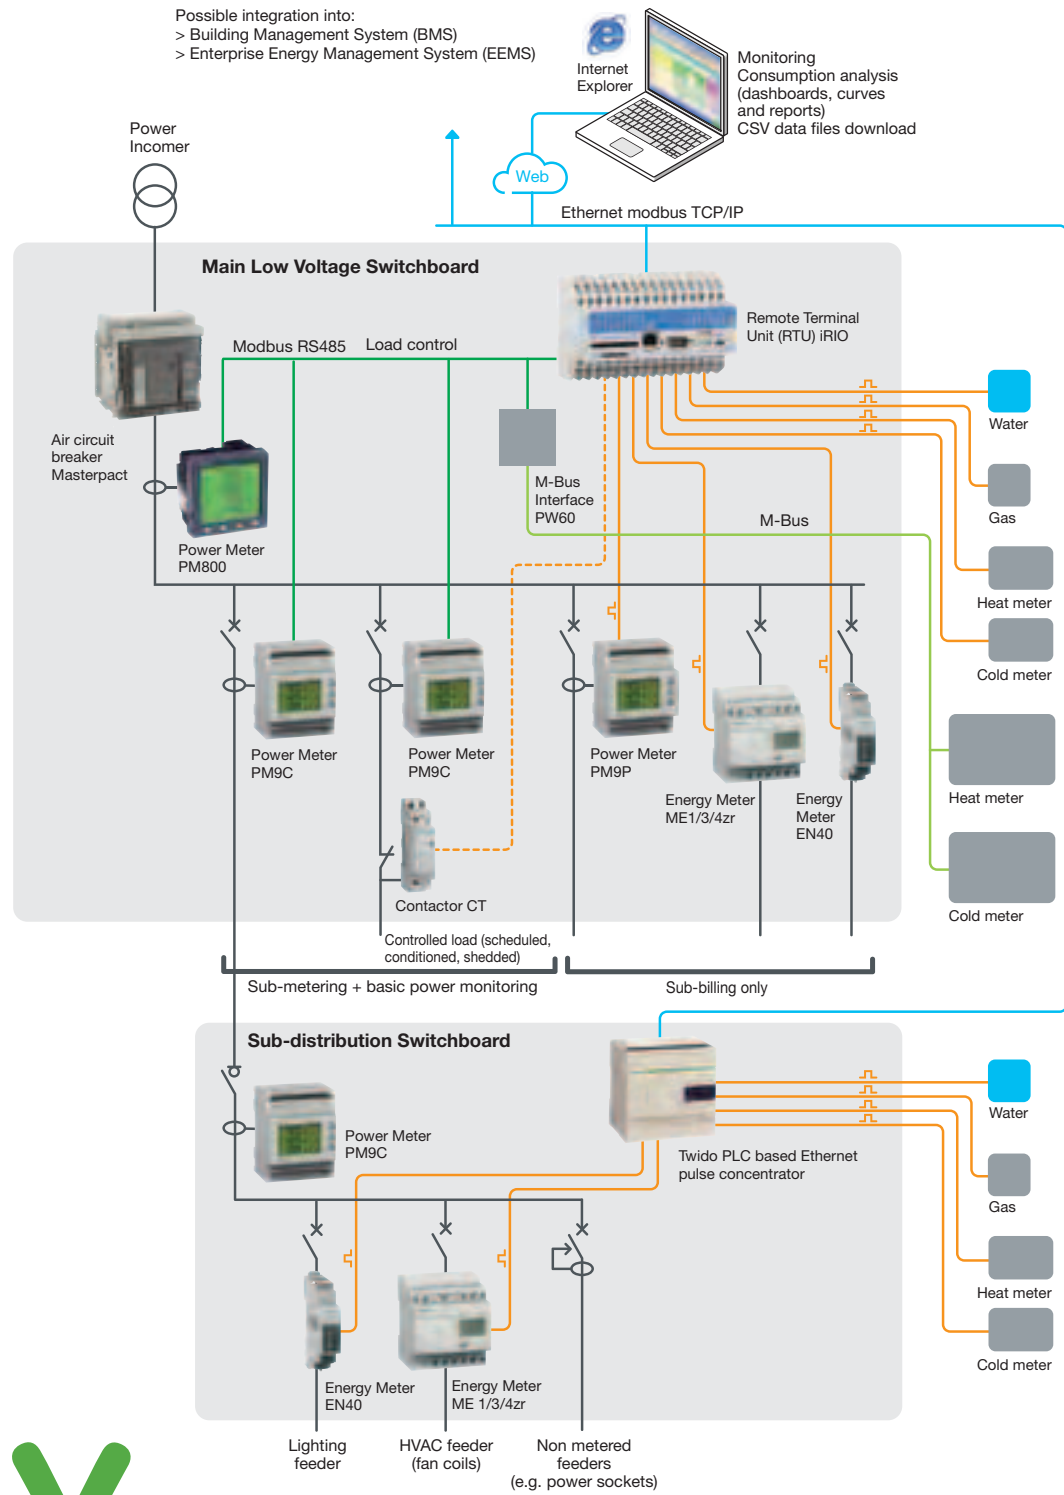 Possible integration into:
> Building Management System (BMS)
> Enterprise Energy Management System (EEMS)
Internet
Explorer
Monitoring
Consumption analysis
(dashboards, curves
and reports)
CSV data files download
Power
Incomer
Web
Ethernet modbus TCP/IP
Main Low Voltage Switchboard
Remote Terminal
Unit (RTU) iRIO
Modbus RS485
Load control
Water
Air circuit
breaker
Masterpact
M-Bus
Interface
PW60
Gas
M-Bus
Power Meter
PM800
Heat meter
Cold meter
Power Meter
PM9C
Power Meter
PM9C
Power Meter
PM9P
Energy Meter
ME1/3/4zr
Energy
Meter
EN40
Heat meter
Contactor CT
Cold meter
Controlled load (scheduled,
conditioned, shedded)
Sub-metering + basic power monitoring
Sub-billing only
Sub-distribution Switchboard
Power Meter
PM9C
Twido PLC based Ethernet
pulse concentrator
Water
Gas
Heat meter
Cold meter
Energy Meter
EN40
Energy Meter
ME 1/3/4zr
Lighting
feeder
HVAC feeder
(fan coils)
Non metered
feeders
(e.g. power sockets)